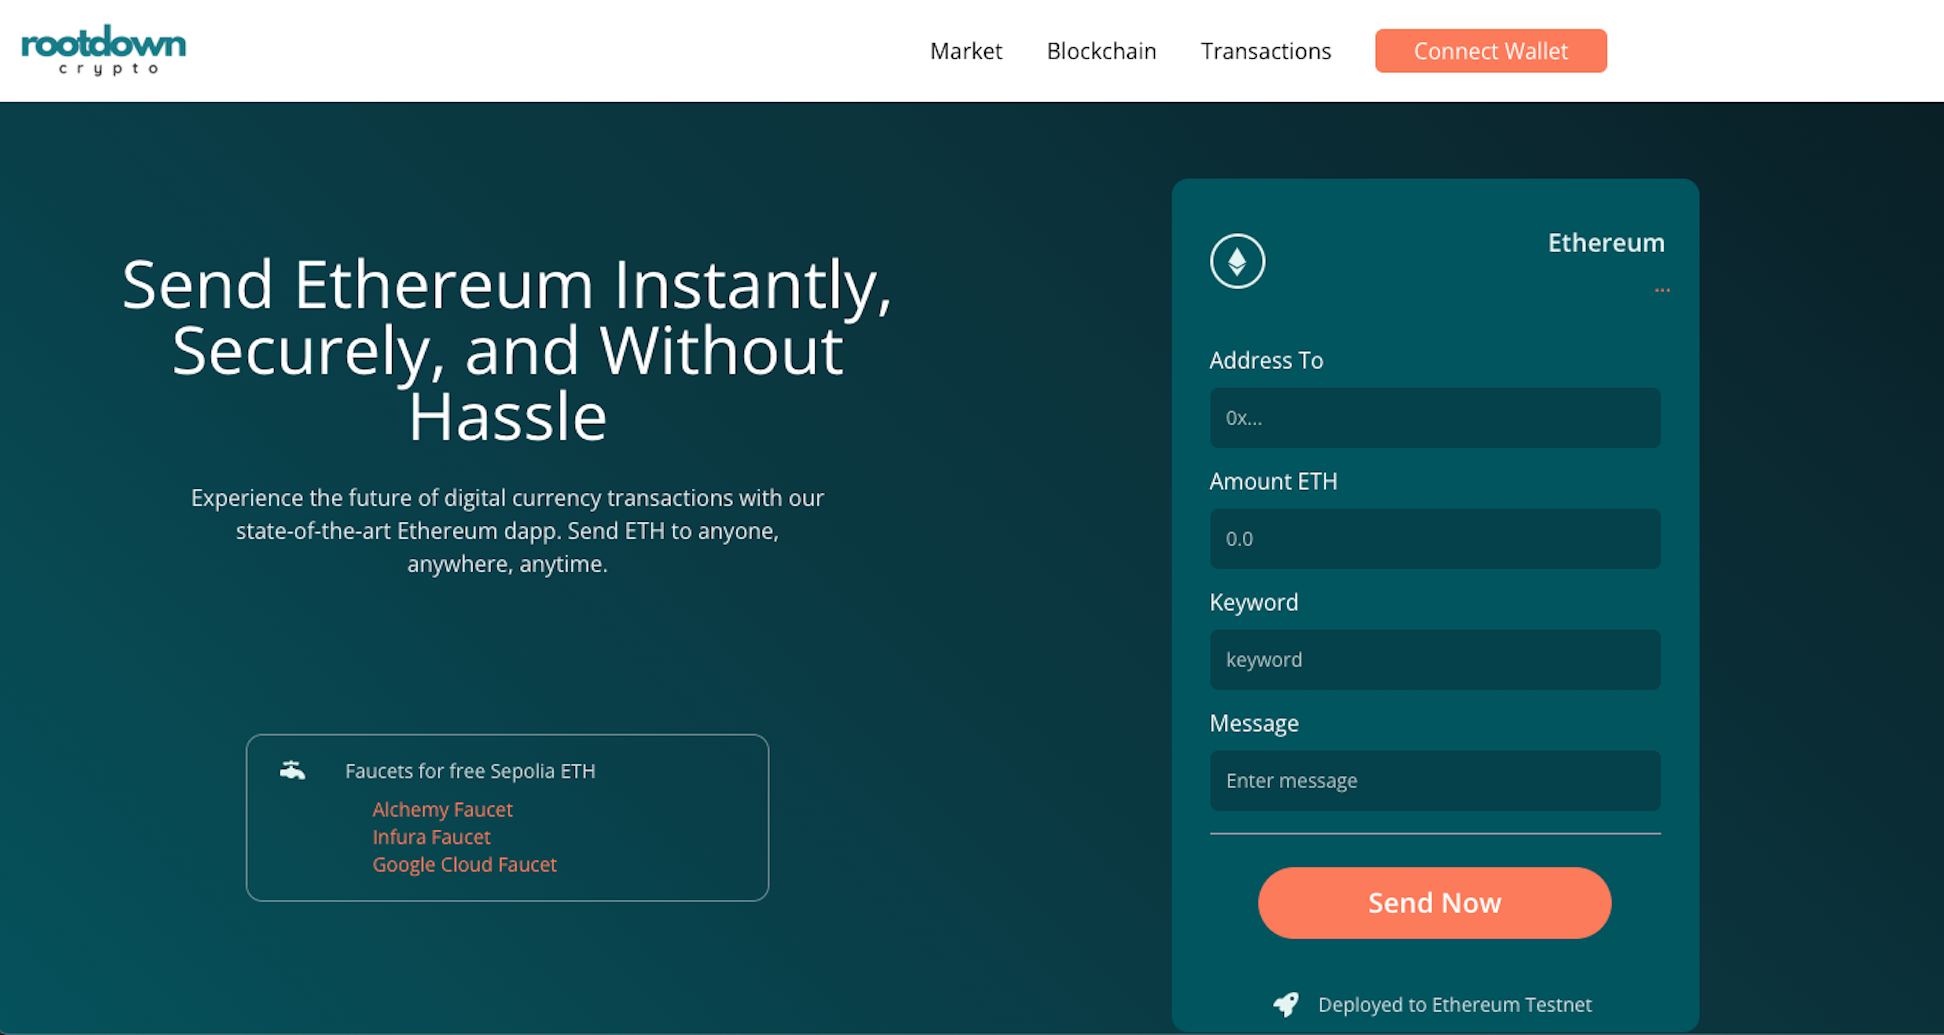 rootdown
crypto
Market Blockchain Transactions Connect Wallet
Send Ethereum Instantly,
Securely, and Without
Hassle
Experience the future of digital currency transactions with our
state-of-the-art Ethereum dapp. Send ETH to anyone,
anywhere, anytime.
Faucets for free Sepolia ETH
Alchemy Faucet
Infura Faucet
Google Cloud Faucet
Ethereum
...
Address To
0x...
Amount ETH
0.0
Keyword
keyword
Message
Enter message
Send Now
Deployed to Ethereum Testnet